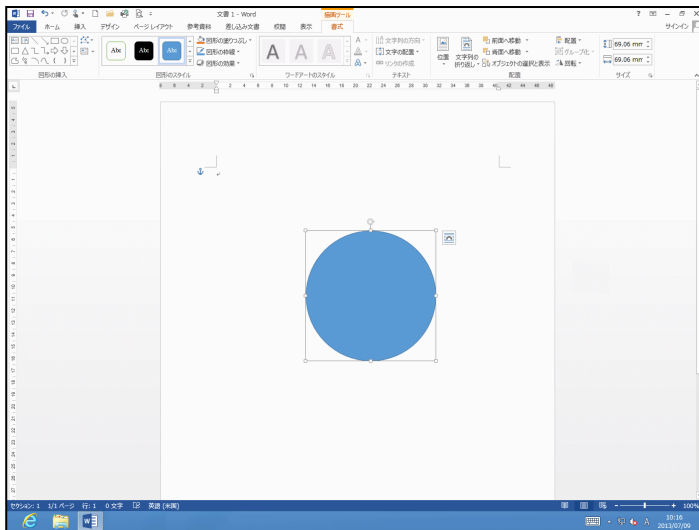 文書 1 - Word
描画ツール
ファイル ホーム 挿入 デザイン ページ レイアウト 参考資料 差し込み文書 校閲 表示 書式 サインイン
Abc Abc Abc
図形の塗りつぶし
図形の枠線
図形の効果
A A A
文字列の方向
文字の配置
リンクの作成
位置
文字列の
折り返し
前面へ移動
背面へ移動
オブジェクトの選択と表示
配置
グループ化
回転
69.06 mm
69.06 mm
図形の挿入 図形のスタイル ワードアートのスタイル テキスト 配置 サイズ
セクション: 1 1/1 ページ 行: 1 0 文字 英語 (米国) 100%
A 10:16
2013/07/09